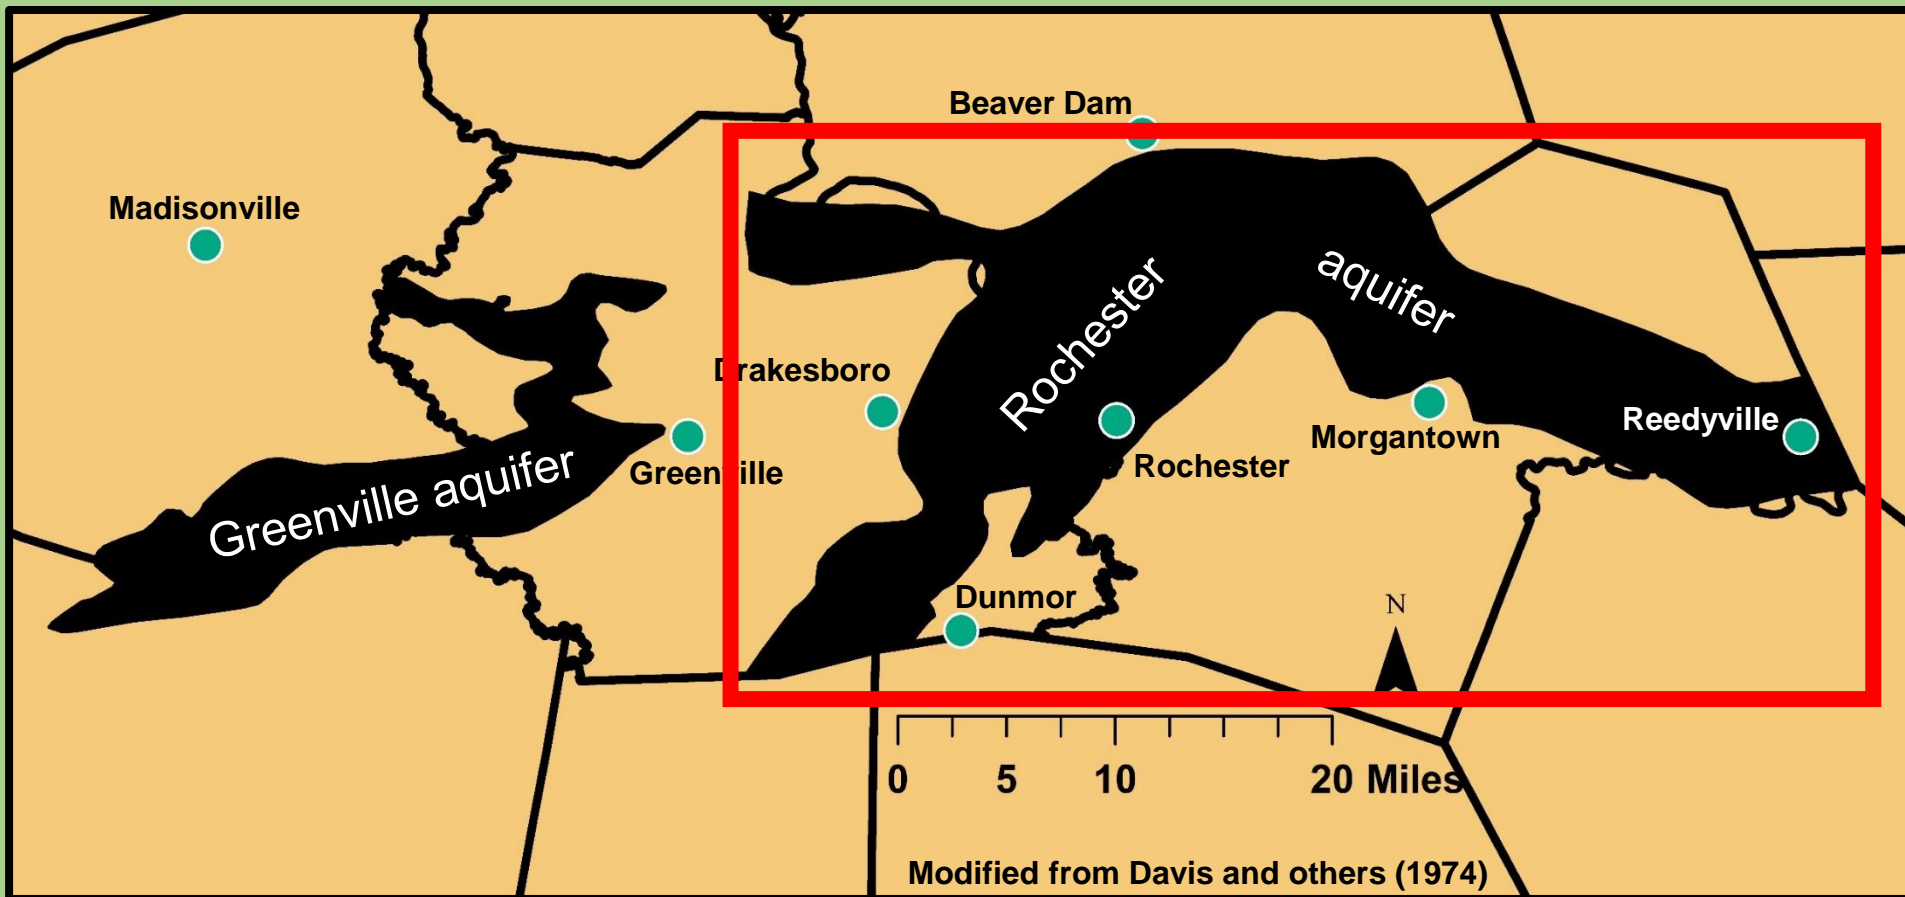 Beaver Dam
Madisonville
aquifer
Rochester
Drakesboro
Reedyville
Morgantown
Greenville
Rochester
Greenville aquifer
Dunmor
N
0 5 10 20 Miles
Modified from Davis and others (1974)